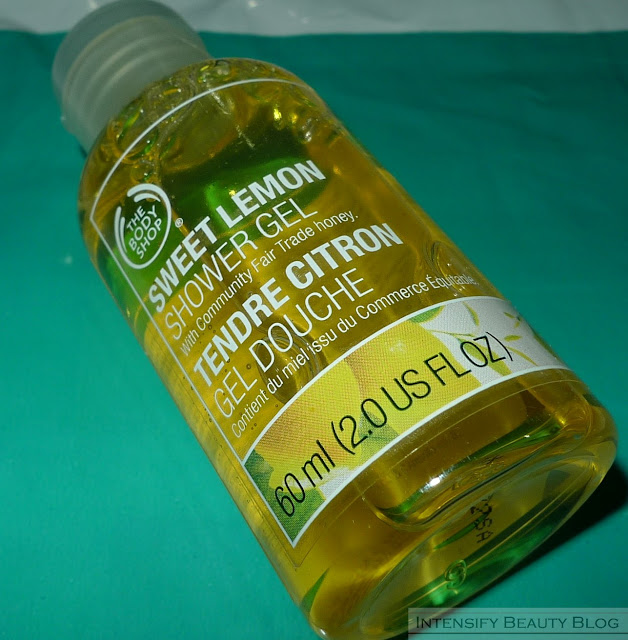 THE
BODY
SHOP
®
SWEET LEMON
SHOWER GEL
With Community Fair Trade honey.
TENDRE CITRON
GEL DOUCHE
Contient du miel issu du Commerce Équitable.
60 ml (2.0 US FL OZ)
INTENSIFY BEAUTY BLOG